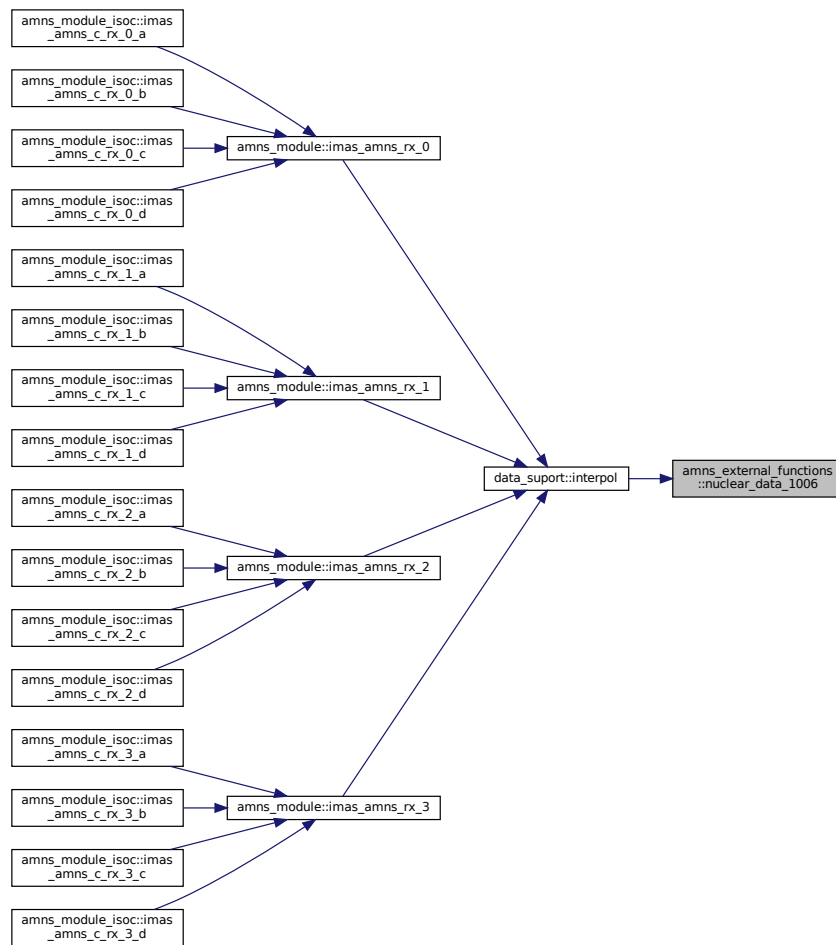 amns_module_isoc::imas
_amns_c_rx_0_a
amns_module_isoc::imas
_amns_c_rx_0_b
amns_module_isoc::imas
_amns_c_rx_0_c
amns_module_isoc::imas
_amns_c_rx_0_d
amns_module::imas_amns_rx_0
amns_module_isoc::imas
_amns_c_rx_1_a
amns_module_isoc::imas
_amns_c_rx_1_b
amns_module_isoc::imas
_amns_c_rx_1_c
amns_module_isoc::imas
_amns_c_rx_1_d
amns_module::imas_amns_rx_1
amns_module_isoc::imas
_amns_c_rx_2_a
amns_module_isoc::imas
_amns_c_rx_2_b
amns_module_isoc::imas
_amns_c_rx_2_c
amns_module_isoc::imas
_amns_c_rx_2_d
amns_module::imas_amns_rx_2
amns_module_isoc::imas
_amns_c_rx_3_a
amns_module_isoc::imas
_amns_c_rx_3_b
amns_module_isoc::imas
_amns_c_rx_3_c
amns_module_isoc::imas
_amns_c_rx_3_d
amns_module::imas_amns_rx_3
data_suport::interpol
amns_external_functions
::nuclear_data_1006